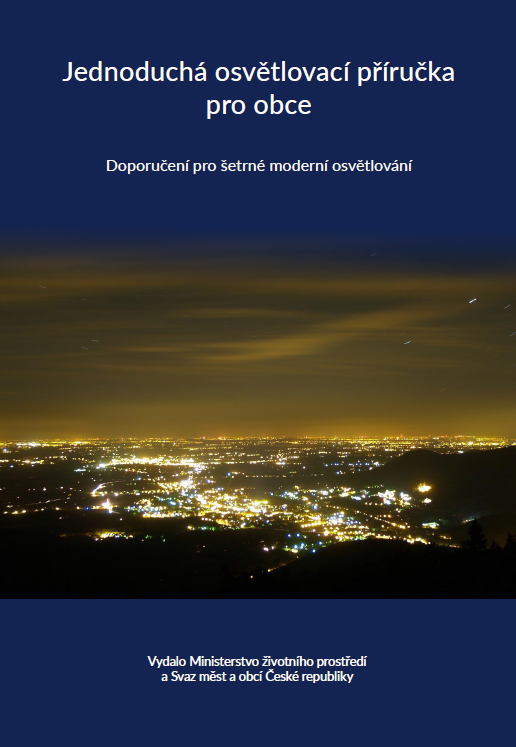 Jednoduchá osvětlovací příručka
pro obce
Doporučení pro šetrné moderní osvětlování
Vydalo Ministerstvo životního prostředí
a Svaz měst a obcí České republiky